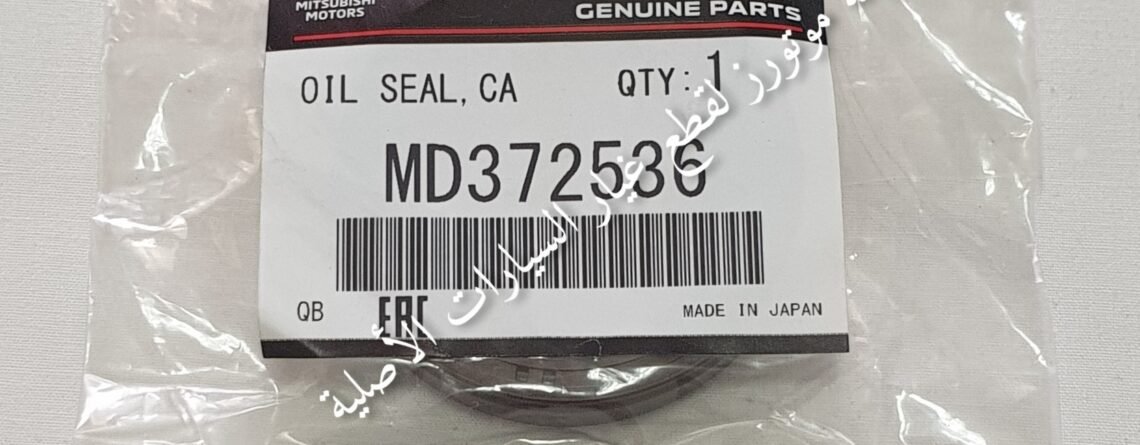 MITSUBISHI
MOTORS
GENUINE PARTS
OIL SEAL, CA
QTY: 1
MD372536
QB
EAC
MADE IN JAPAN
موتورز لقطع غيار السيارات الأصلية